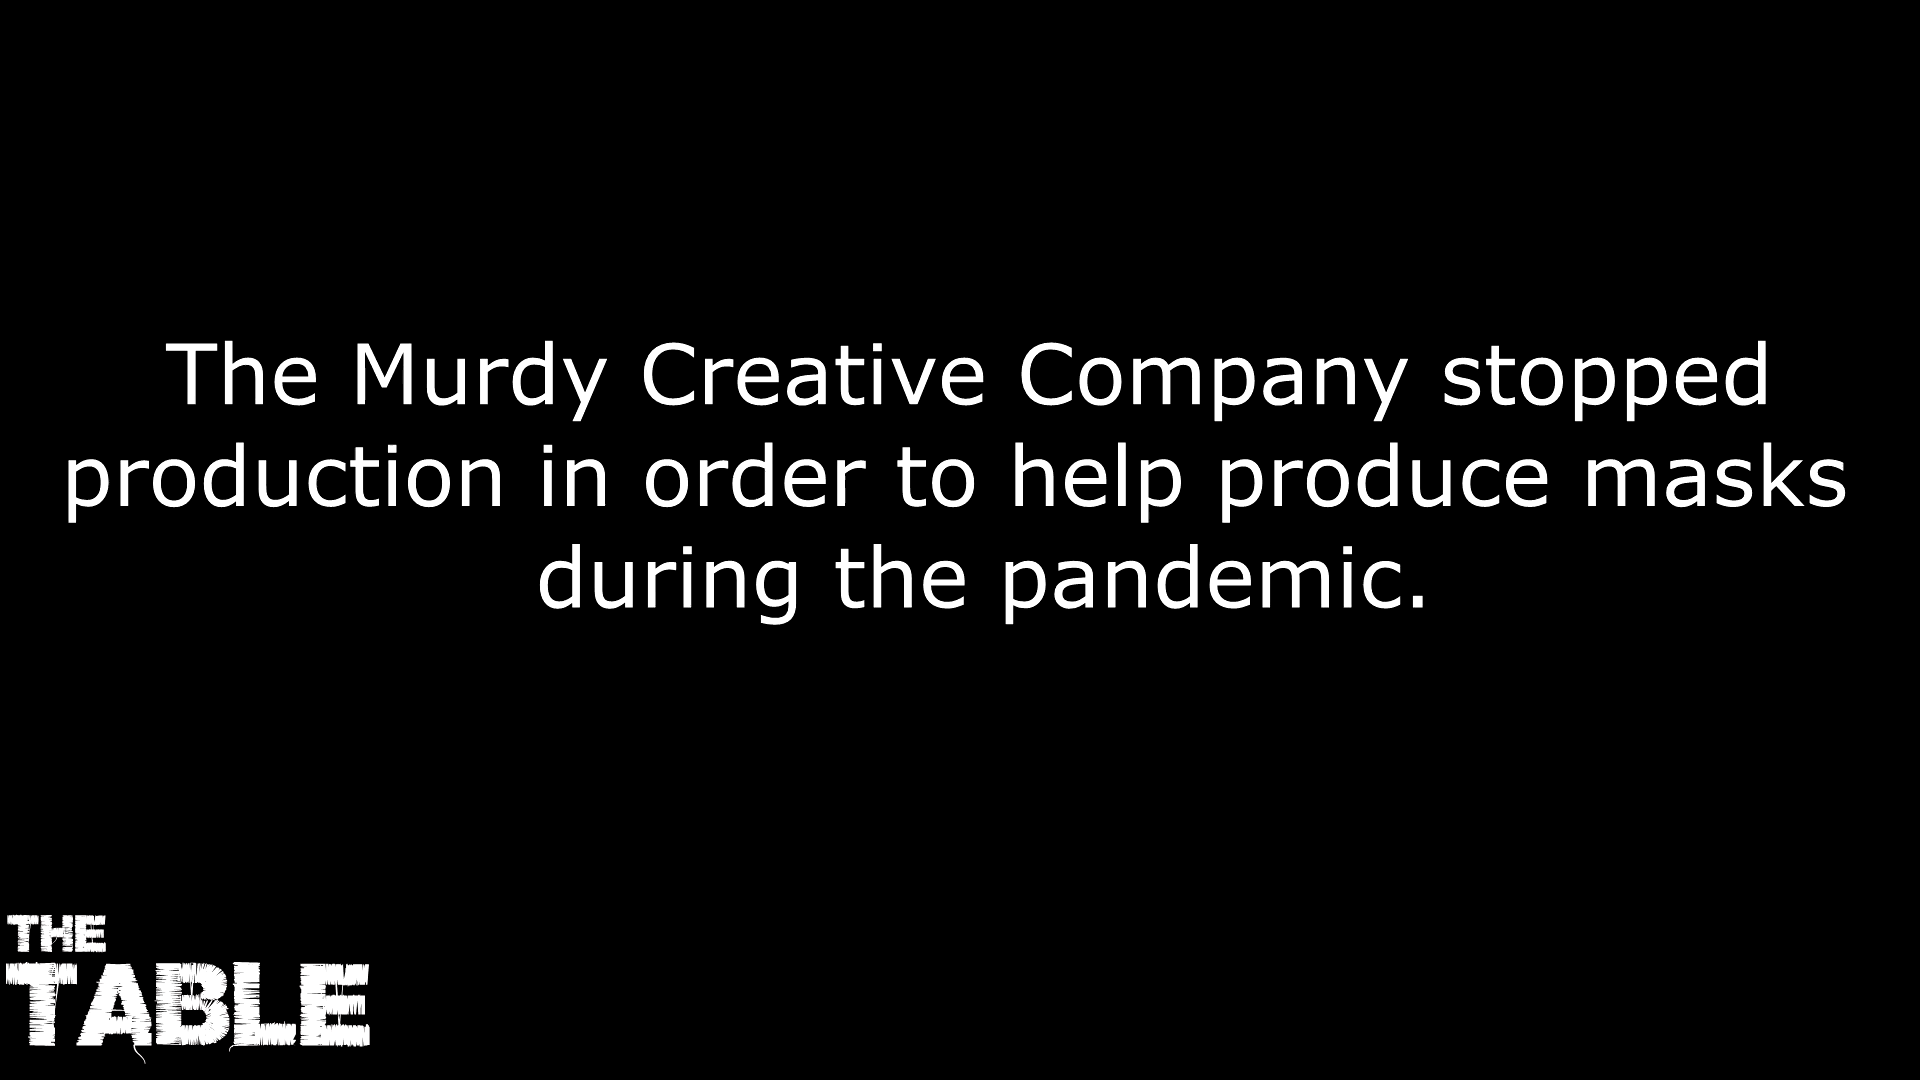 The Murdy Creative Company stopped
production in order to help produce masks
during the pandemic.
THE
TABLE